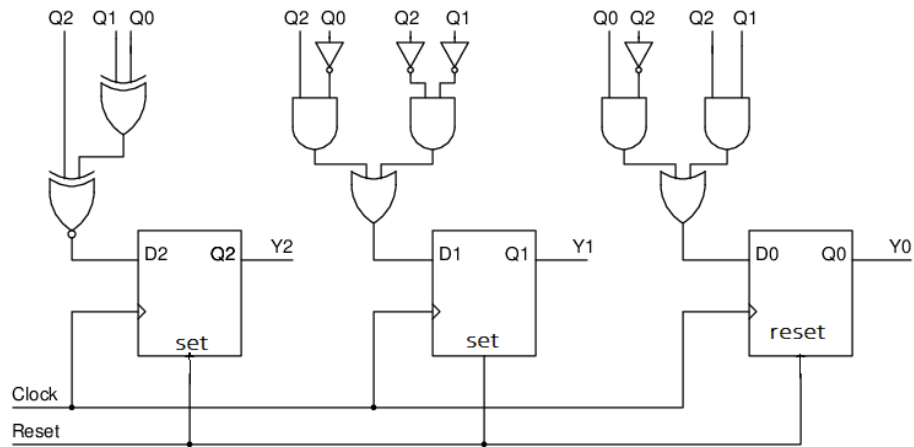 Q2 Q1 Q0 Q2 Q0 Q2 Q1 Q0 Q2 Q2 Q1
D2 Q2 Y2 D1 Q1 Y1 D0 Q0 Y0
set set reset
Clock
Reset